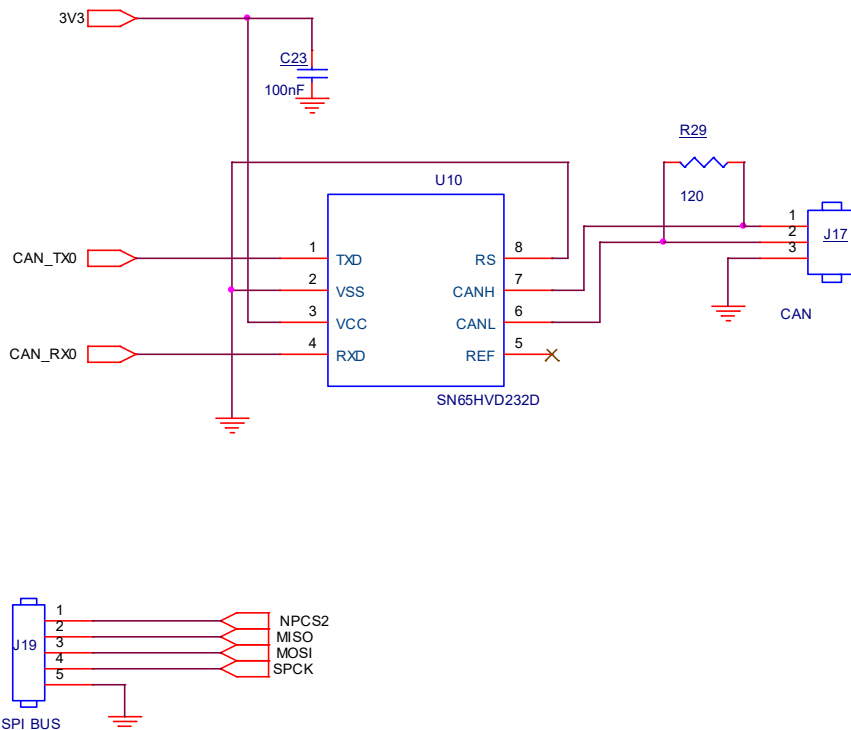 3V3
C23
100nF
R29
120
U10
1
2
3
J17
CAN
CAN_TX0
1
TXD
RS
8
2
VSS
CANH
7
3
VCC
CANL
6
CAN_RX0
4
RXD
REF
5
SN65HVD232D
1
2
3
4
5
J19
NPCS2
MISO
MOSI
SPCK
SPI BUS